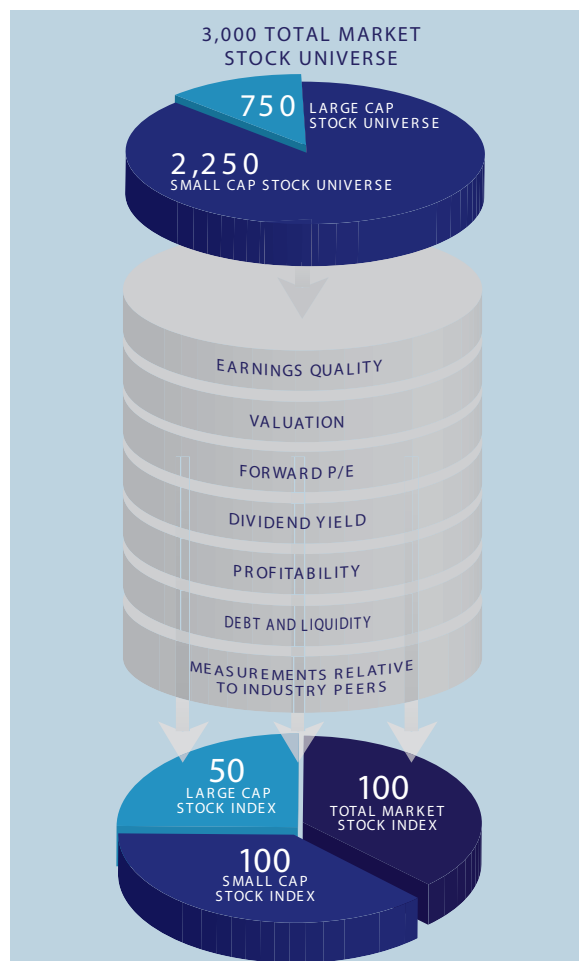 3,000 TOTAL MARKET
STOCK UNIVERSE
750 LARGE CAP
STOCK UNIVERSE
2,250
SMALL CAP STOCK UNIVERSE
EARNINGS QUALITY
VALUATION
FORWARD P/E
DIVIDEND YIELD
PROFITABILITY
DEBT AND LIQUIDITY
MEASUREMENTS RELATIVE
TO INDUSTRY PEERS
50
LARGE CAP
STOCK INDEX
100
TOTAL MARKET
STOCK INDEX
100
SMALL CAP
STOCK INDEX